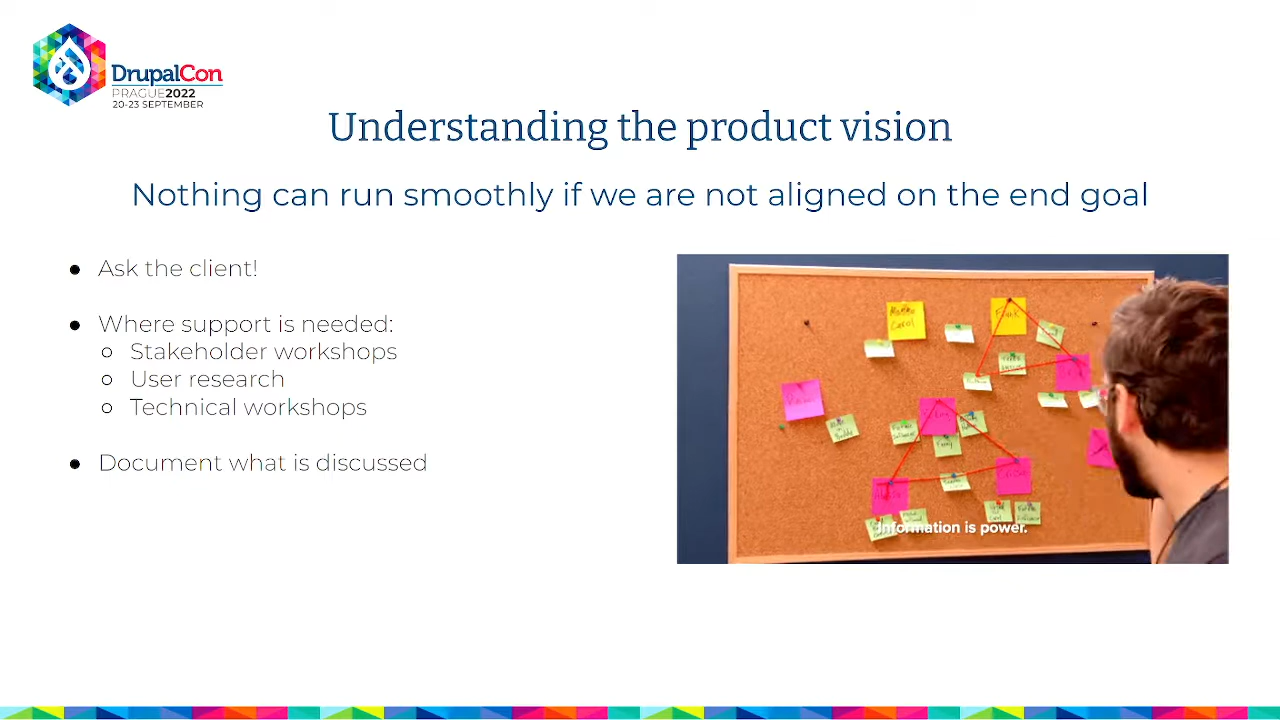 DrupalCon
PRAGUE2022
20-23 SEPTEMBER
Understanding the product vision
Nothing can run smoothly if we are not aligned on the end goal
● Ask the client!
● Where support is needed:
○ Stakeholder workshops
○ User research
○ Technical workshops
● Document what is discussed
Carol
Frank
Information is power.